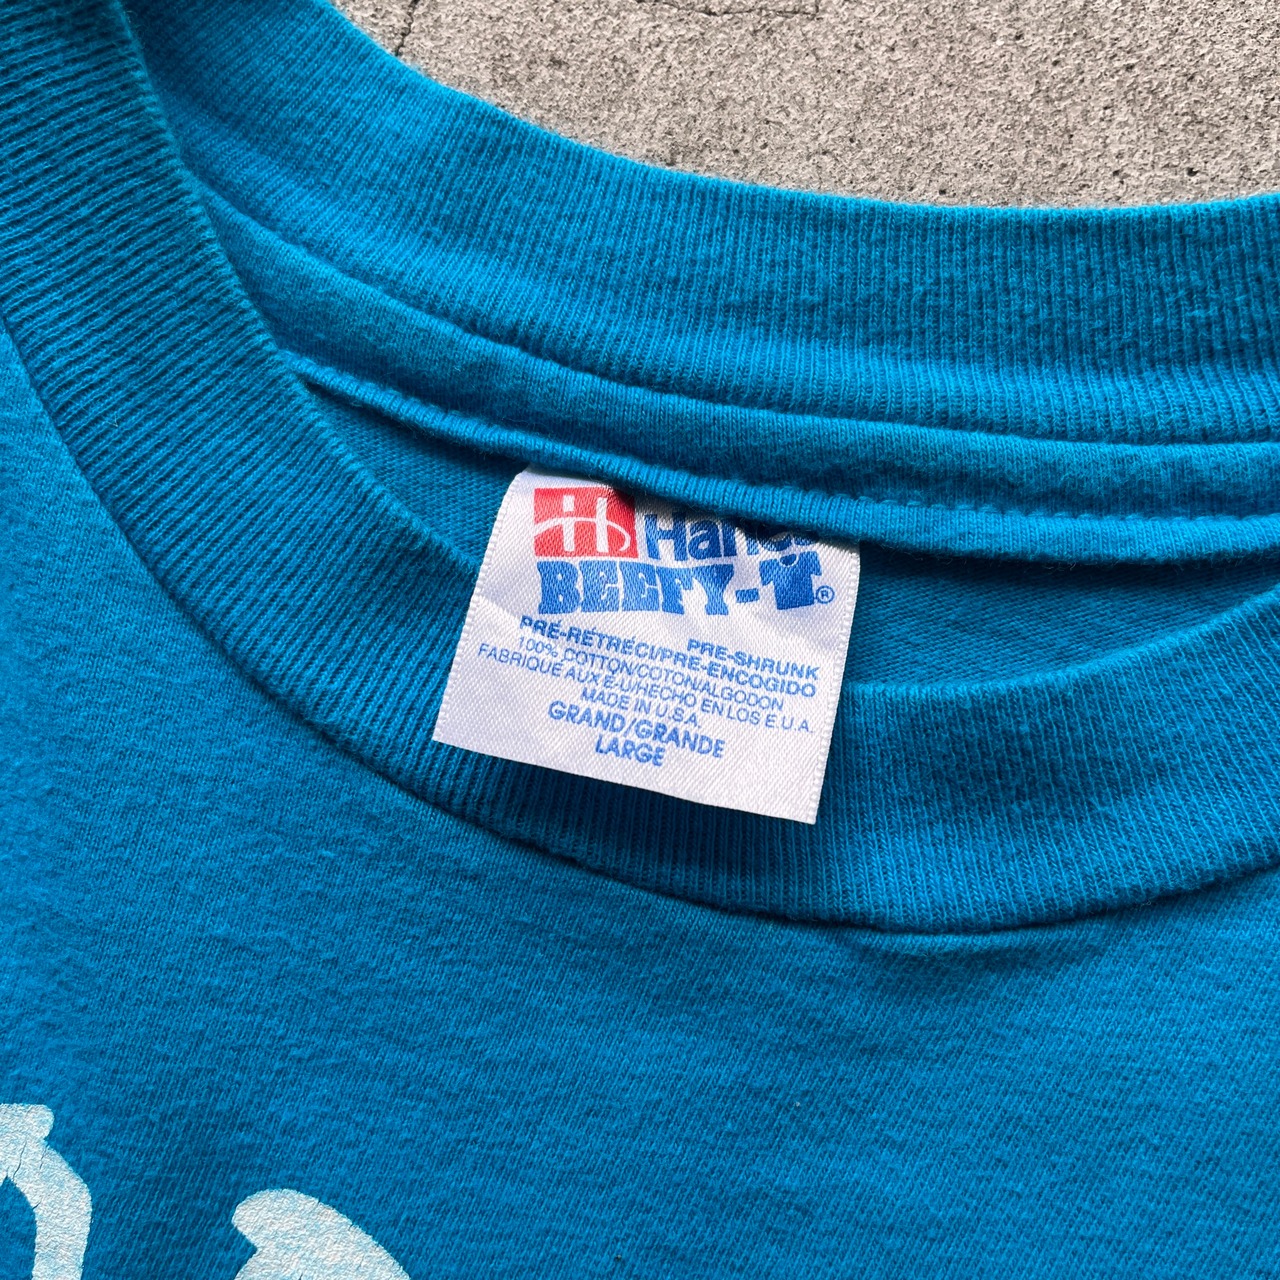 Hanes
BEEFY-T®
PRE-SHRUNK
PRÉ-RÉTRÉCI/PRE-ENCOGIDO
100% COTTON/COTON/ALGODON
FABRIQUE AUX E-U/HECHO EN LOS E.U.A.
MADE IN U.S.A.
GRAND/GRANDE
LARGE